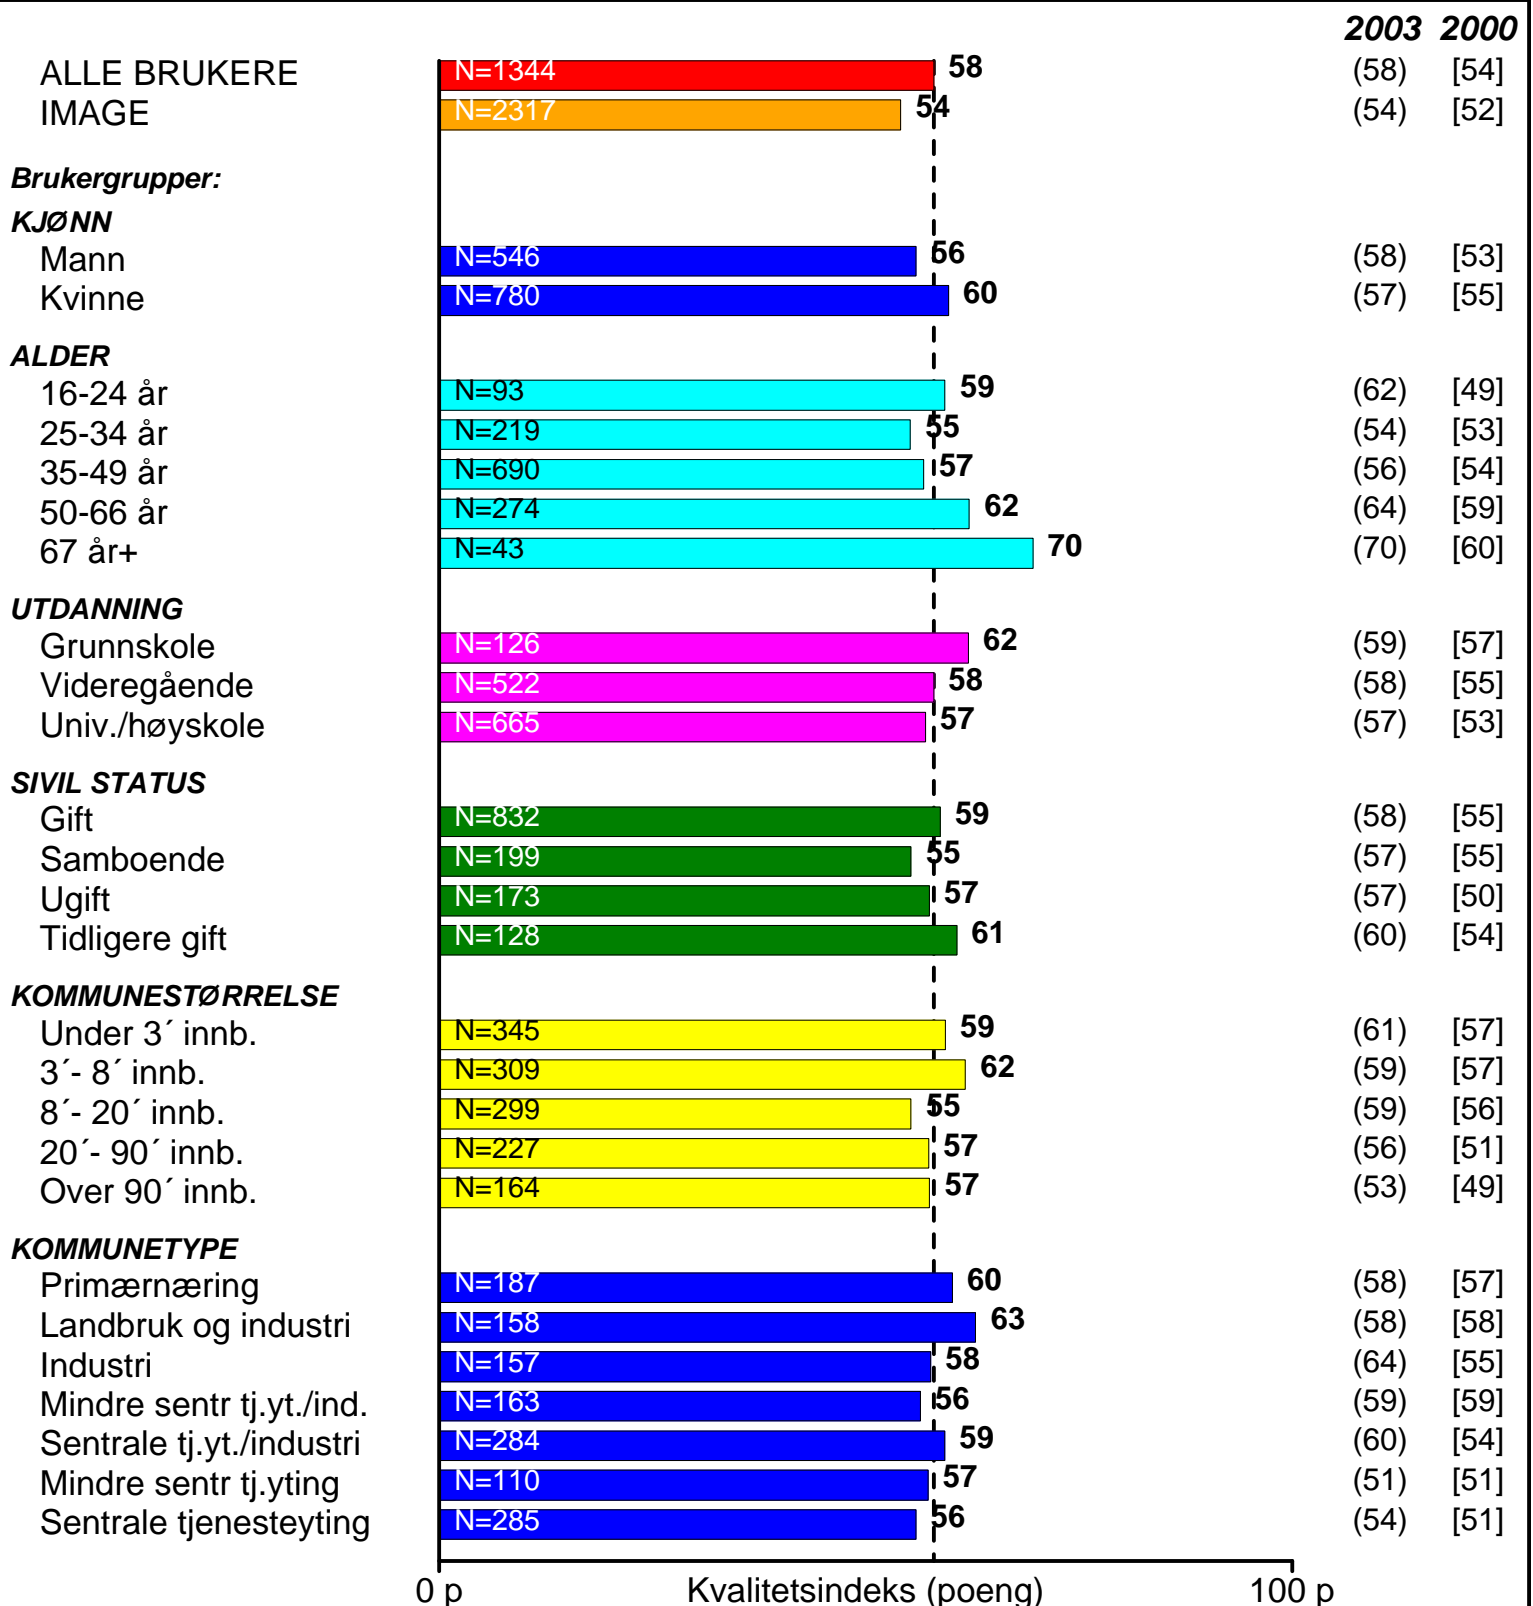 2003 2000
ALLE BRUKERE N=1344 58 (58) [54]
IMAGE N=2317 54 (54) [52]
Brukergrupper:
KJØNN
Mann N=546 56 (58) [53]
Kvinne N=780 60 (57) [55]
ALDER
16-24 år N=93 59 (62) [49]
25-34 år N=219 55 (54) [53]
35-49 år N=690 57 (56) [54]
50-66 år N=274 62 (64) [59]
67 år+ N=43 70 (70) [60]
UTDANNING
Grunnskole N=126 62 (59) [57]
Videregående N=522 58 (58) [55]
Univ./høyskole N=665 57 (57) [53]
SIVIL STATUS
Gift N=832 59 (58) [55]
Samboende N=199 55 (57) [55]
Ugift N=173 57 (57) [50]
Tidligere gift N=128 61 (60) [54]
KOMMUNESTØRRELSE
Under 3´ innb. N=345 59 (61) [57]
3´- 8´ innb. N=309 62 (59) [57]
8´- 20´ innb. N=299 55 (59) [56]
20´- 90´ innb. N=227 57 (56) [51]
Over 90´ innb. N=164 57 (53) [49]
KOMMUNETYPE
Primærnæring N=187 60 (58) [57]
Landbruk og industri N=158 63 (58) [58]
Industri N=157 58 (64) [55]
Mindre sentr tj.yt./ind. N=163 56 (59) [59]
Sentrale tj.yt./industri N=284 59 (60) [54]
Mindre sentr tj.yting N=110 57 (51) [51]
Sentrale tjenesteyting N=285 56 (54) [51]
0 p Kvalitetsindeks (poeng) 100 p